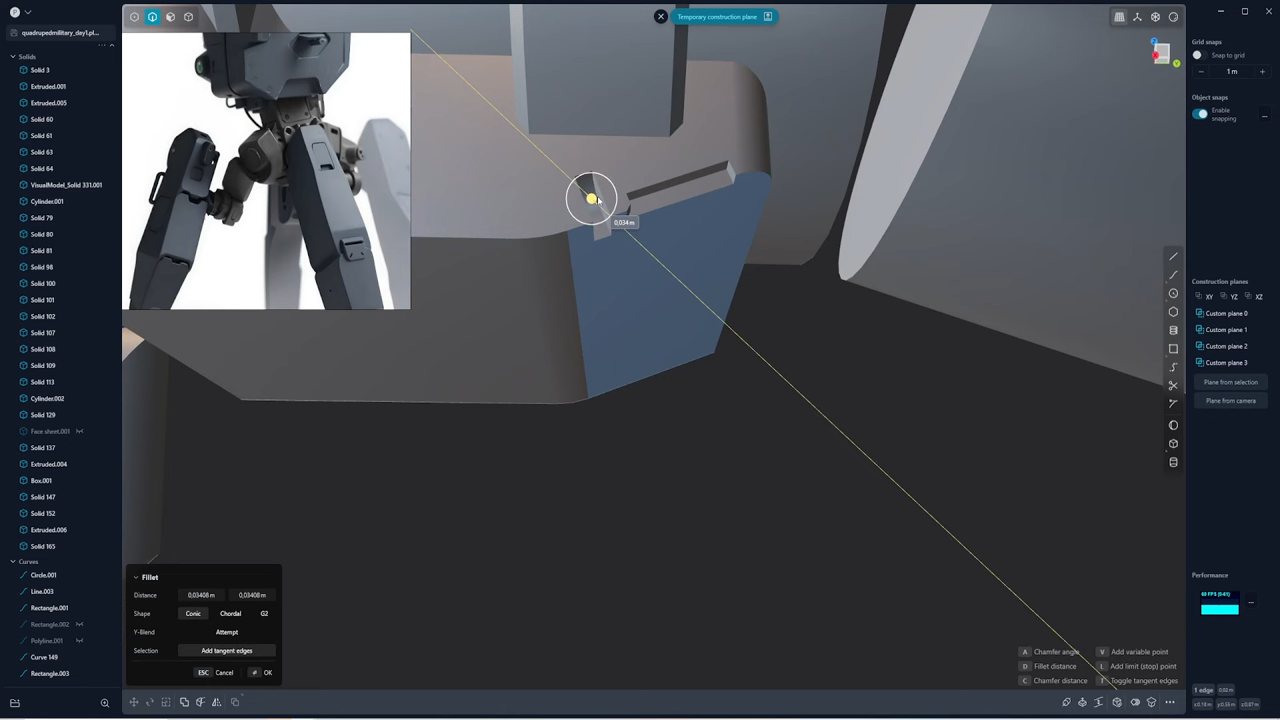 quadrupedmilitary_day1.pl...
Solids
Solid 3
Extruded.001
Extruded.005
Solid 60
Solid 61
Solid 63
Solid 64
VisualModel_Solid 331.001
Cylinder.001
Solid 79
Solid 80
Solid 81
Solid 98
Solid 100
Solid 101
Solid 102
Solid 107
Solid 108
Solid 109
Solid 113
Cylinder.002
Solid 129
Face sheet.001
Solid 137
Extruded.004
Box.001
Solid 147
Solid 152
Extruded.006
Solid 165
Curves
Circle.001
Line.003
Rectangle.001
Rectangle.002
Polyline.001
Curve 149
Rectangle.003
Temporary construction plane
0,034 m
Fillet
Distance 0,03408 m 0,03408 m
Shape Conic Chordal G2
Y-Blend Attempt
Selection Add tangent edges
ESC Cancel OK
A Chamfer angle V Add variable point
D Fillet distance L Add limit (stop) point
C Chamfer distance T Toggle tangent edges
Grid snaps
Snap to grid
1 m
Object snaps
Enable snapping
Construction planes
XY YZ XZ
Custom plane 0
Custom plane 1
Custom plane 2
Custom plane 3
Plane from selection
Plane from camera
Performance
1 edge 0,02 m